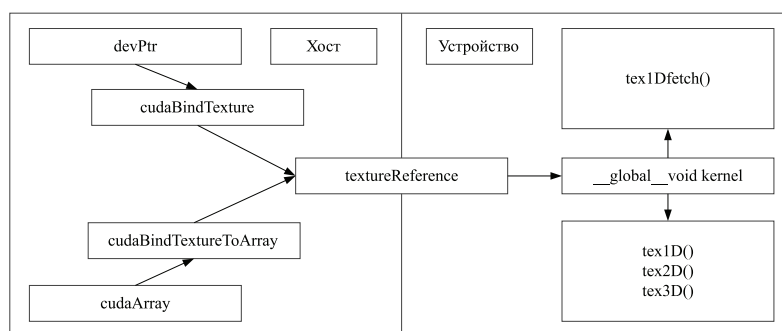 devPtr
Хост
Устройство
cudaBindTexture
tex1Dfetch()
textureReference
__global__void kernel
cudaBindTextureToArray
cudaArray
tex1D()
tex2D()
tex3D()